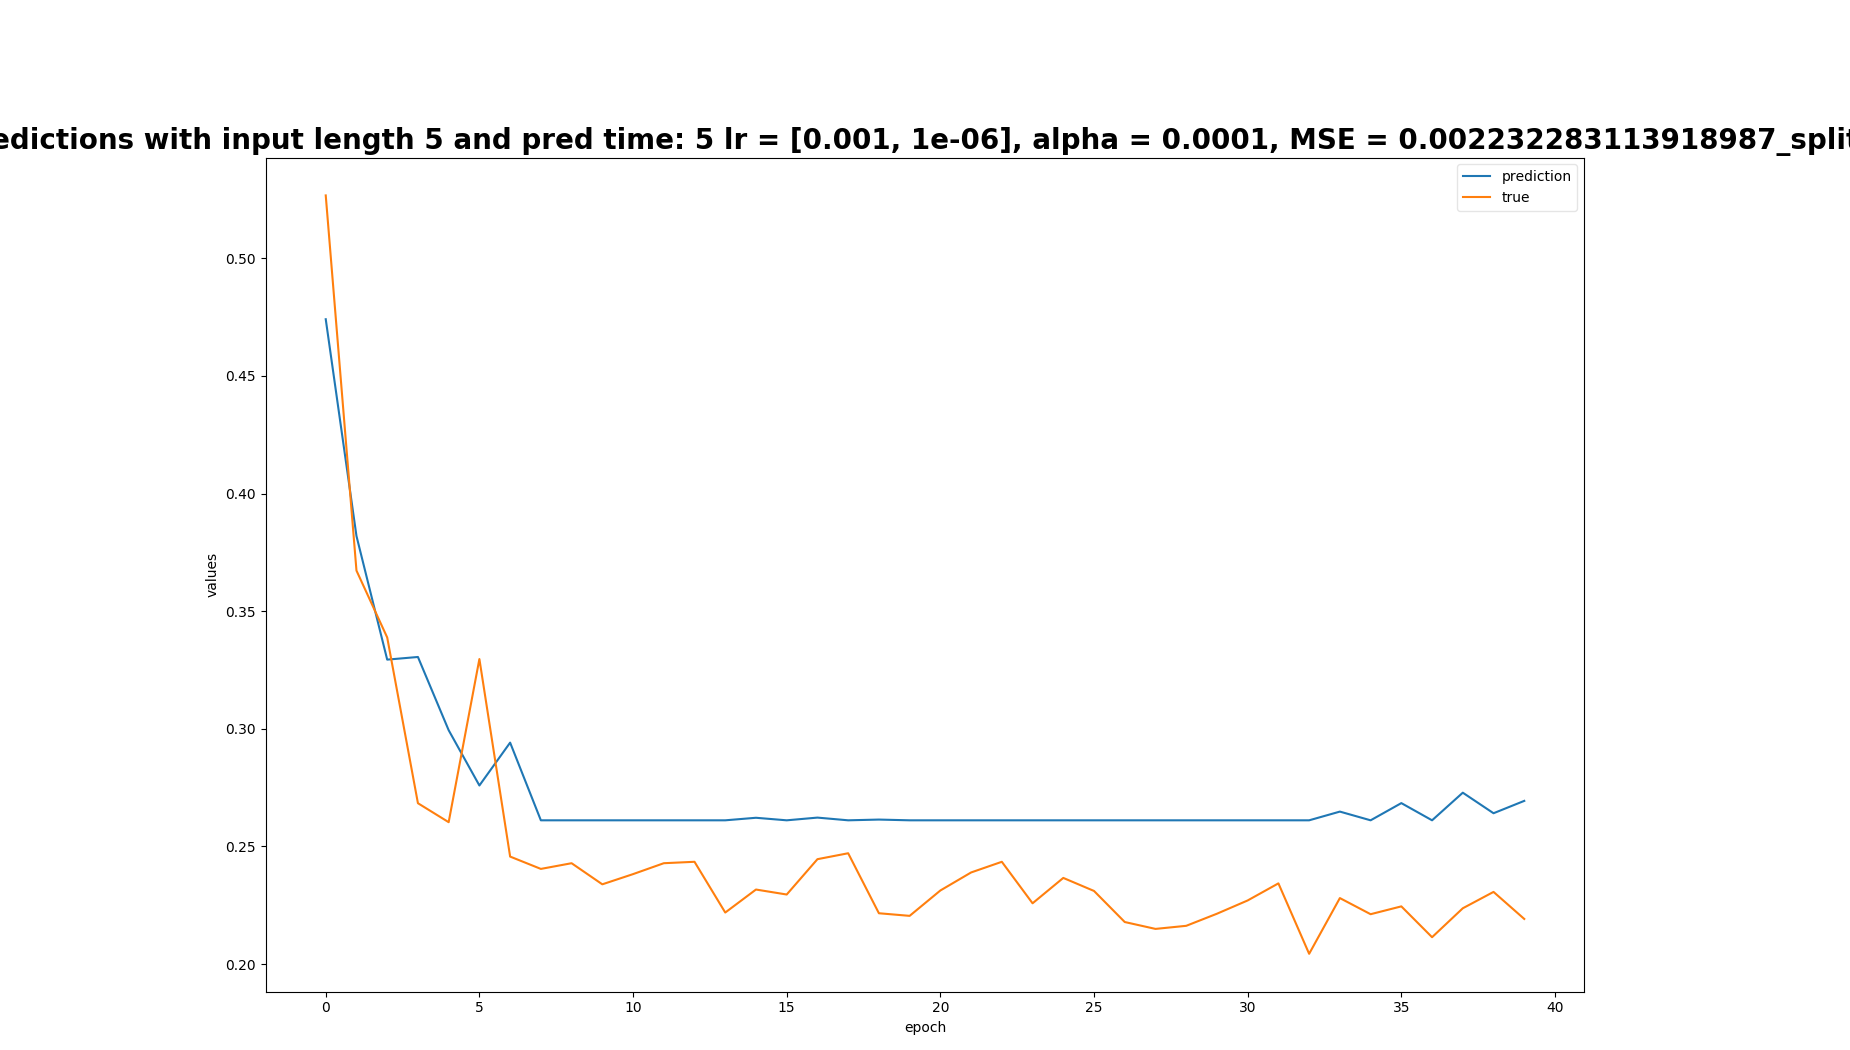 edictions with input length 5 and pred time: 5 lr = [0.001, 1e-06], alpha = 0.0001, MSE = 0.002232283113918987_split
prediction
true
0.50
0.45
0.40
0.35
0.30
0.25
0.20
values
0 5 10 15 20 25 30 35 40
epoch